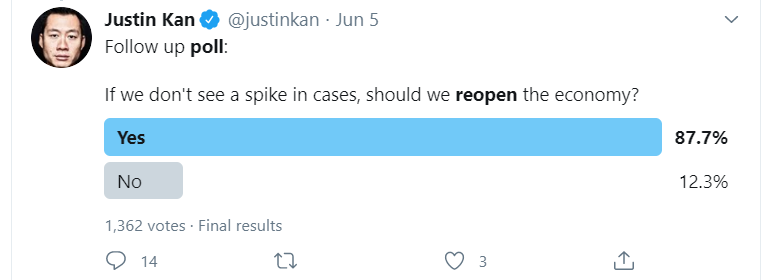 Justin Kan @justinkan · Jun 5
Follow up poll:
If we don't see a spike in cases, should we reopen the economy?
Yes 87.7%
No 12.3%
1,362 votes · Final results
14 3